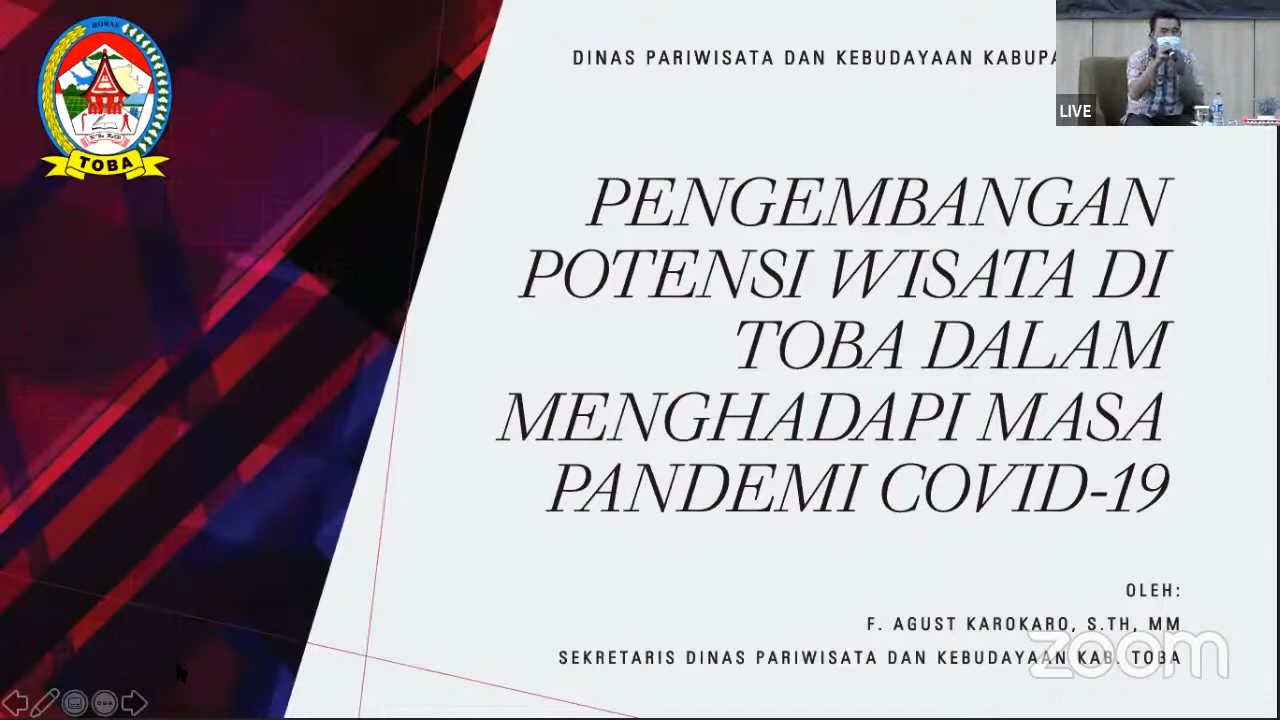 HORAS
TOBA
DINAS PARIWISATA DAN KEBUDAYAAN
LIVE
PENGEMBANGAN
POTENSI WISATA DI
TOBA DALAM
MENGHADAPI MASA
PANDEMI COVID-19
OLEH:
F. AGUST KAROKARO, S.TH, MM
SEKRETARIS DINAS PARIWISATA DAN KEBUDAYAAN KAB. TOBA
zoom